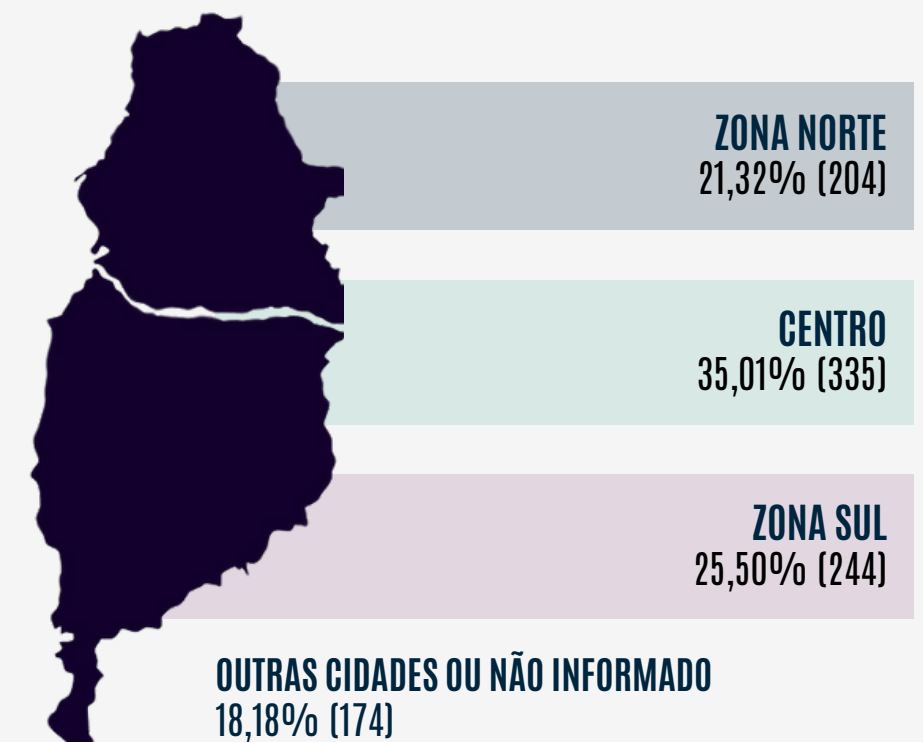 ZONA NORTE
21,32% (204)
CENTRO
35,01% (335)
ZONA SUL
25,50% (244)
OUTRAS CIDADES OU NÃO INFORMADO
18,18% (174)